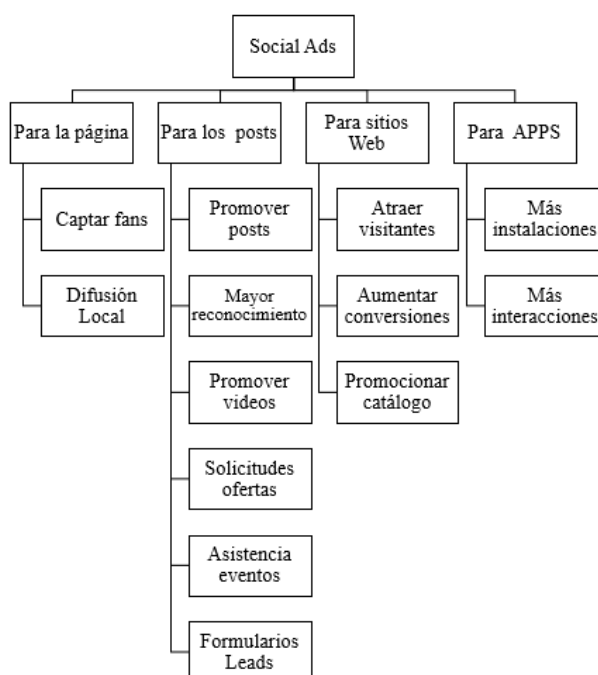 Social Ads
Para la página
Para los posts
Para sitios
Web
Para APPS
Captar fans
Difusión
Local
Promover
posts
Mayor
reconocimiento
Promover
videos
Solicitudes
ofertas
Asistencia
eventos
Formularios
Leads
Atraer
visitantes
Aumentar
conversiones
Promocionar
catálogo
Más
instalaciones
Más
interacciones